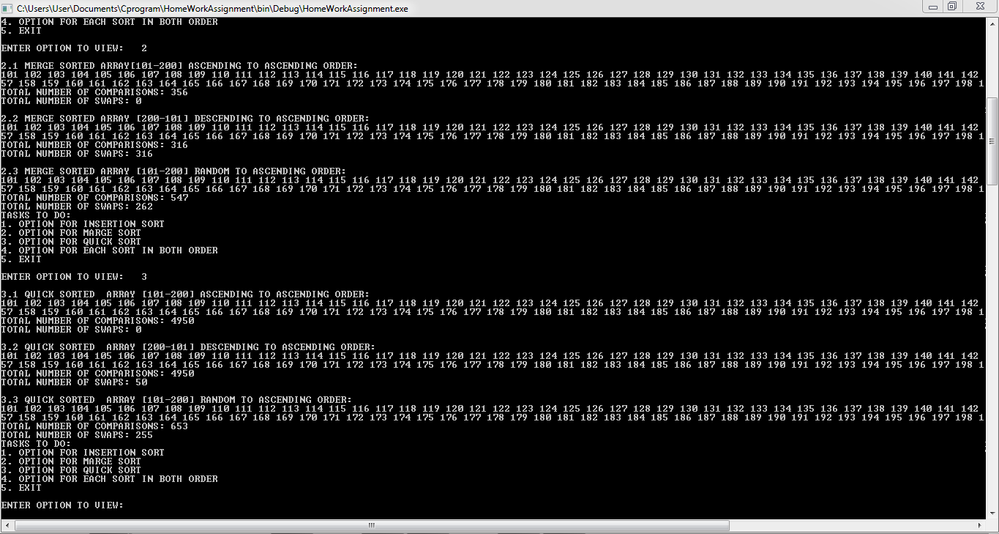 C:\Users\User\Documents\Cprogram\HomeWorkAssignment\bin\Debug\HomeWorkAssignment.exe
4. OPTION FOR EACH SORT IN BOTH ORDER
5. EXIT
ENTER OPTION TO VIEW: 2
2.1 MERGE SORTED ARRAY[101-200] ASCENDING TO ASCENDING ORDER:
101 102 103 104 105 106 107 108 109 110 111 112 113 114 115 116 117 118 119 120 121 122 123 124 125 126 127 128 129 130 131 132 133 134 135 136 137 138 139 140 141 142
57 158 159 160 161 162 163 164 165 166 167 168 169 170 171 172 173 174 175 176 177 178 179 180 181 182 183 184 185 186 187 188 189 190 191 192 193 194 195 196 197 198 1
TOTAL NUMBER OF COMPARISONS: 356
TOTAL NUMBER OF SWAPS: 0
2.2 MERGE SORTED ARRAY [200-101] DESCENDING TO ASCENDING ORDER:
101 102 103 104 105 106 107 108 109 110 111 112 113 114 115 116 117 118 119 120 121 122 123 124 125 126 127 128 129 130 131 132 133 134 135 136 137 138 139 140 141 142
57 158 159 160 161 162 163 164 165 166 167 168 169 170 171 172 173 174 175 176 177 178 179 180 181 182 183 184 185 186 187 188 189 190 191 192 193 194 195 196 197 198 1
TOTAL NUMBER OF COMPARISONS: 316
TOTAL NUMBER OF SWAPS: 316
2.3 MERGE SORTED ARRAY [101-200] RANDOM TO ASCENDING ORDER:
101 102 103 104 105 106 107 108 109 110 111 112 113 114 115 116 117 118 119 120 121 122 123 124 125 126 127 128 129 130 131 132 133 134 135 136 137 138 139 140 141 142
57 158 159 160 161 162 163 164 165 166 167 168 169 170 171 172 173 174 175 176 177 178 179 180 181 182 183 184 185 186 187 188 189 190 191 192 193 194 195 196 197 198 1
TOTAL NUMBER OF COMPARISONS: 547
TOTAL NUMBER OF SWAPS: 262
TASKS TO DO:
1. OPTION FOR INSERTION SORT
2. OPTION FOR MARGE SORT
3. OPTION FOR QUICK SORT
4. OPTION FOR EACH SORT IN BOTH ORDER
5. EXIT
ENTER OPTION TO VIEW: 3
3.1 QUICK SORTED  ARRAY [101-200] ASCENDING TO ASCENDING ORDER:
101 102 103 104 105 106 107 108 109 110 111 112 113 114 115 116 117 118 119 120 121 122 123 124 125 126 127 128 129 130 131 132 133 134 135 136 137 138 139 140 141 142
57 158 159 160 161 162 163 164 165 166 167 168 169 170 171 172 173 174 175 176 177 178 179 180 181 182 183 184 185 186 187 188 189 190 191 192 193 194 195 196 197 198 1
TOTAL NUMBER OF COMPARISONS: 4950
TOTAL NUMBER OF SWAPS: 0
3.2 QUICK SORTED  ARRAY [200-101] DESCENDING TO ASCENDING ORDER:
101 102 103 104 105 106 107 108 109 110 111 112 113 114 115 116 117 118 119 120 121 122 123 124 125 126 127 128 129 130 131 132 133 134 135 136 137 138 139 140 141 142
57 158 159 160 161 162 163 164 165 166 167 168 169 170 171 172 173 174 175 176 177 178 179 180 181 182 183 184 185 186 187 188 189 190 191 192 193 194 195 196 197 198 1
TOTAL NUMBER OF COMPARISONS: 4950
TOTAL NUMBER OF SWAPS: 50
3.3 QUICK SORTED  ARRAY [101-200] RANDOM TO ASCENDING ORDER:
101 102 103 104 105 106 107 108 109 110 111 112 113 114 115 116 117 118 119 120 121 122 123 124 125 126 127 128 129 130 131 132 133 134 135 136 137 138 139 140 141 142
57 158 159 160 161 162 163 164 165 166 167 168 169 170 171 172 173 174 175 176 177 178 179 180 181 182 183 184 185 186 187 188 189 190 191 192 193 194 195 196 197 198 1
TOTAL NUMBER OF COMPARISONS: 653
TOTAL NUMBER OF SWAPS: 255
TASKS TO DO:
1. OPTION FOR INSERTION SORT
2. OPTION FOR MARGE SORT
3. OPTION FOR QUICK SORT
4. OPTION FOR EACH SORT IN BOTH ORDER
5. EXIT
ENTER OPTION TO VIEW: